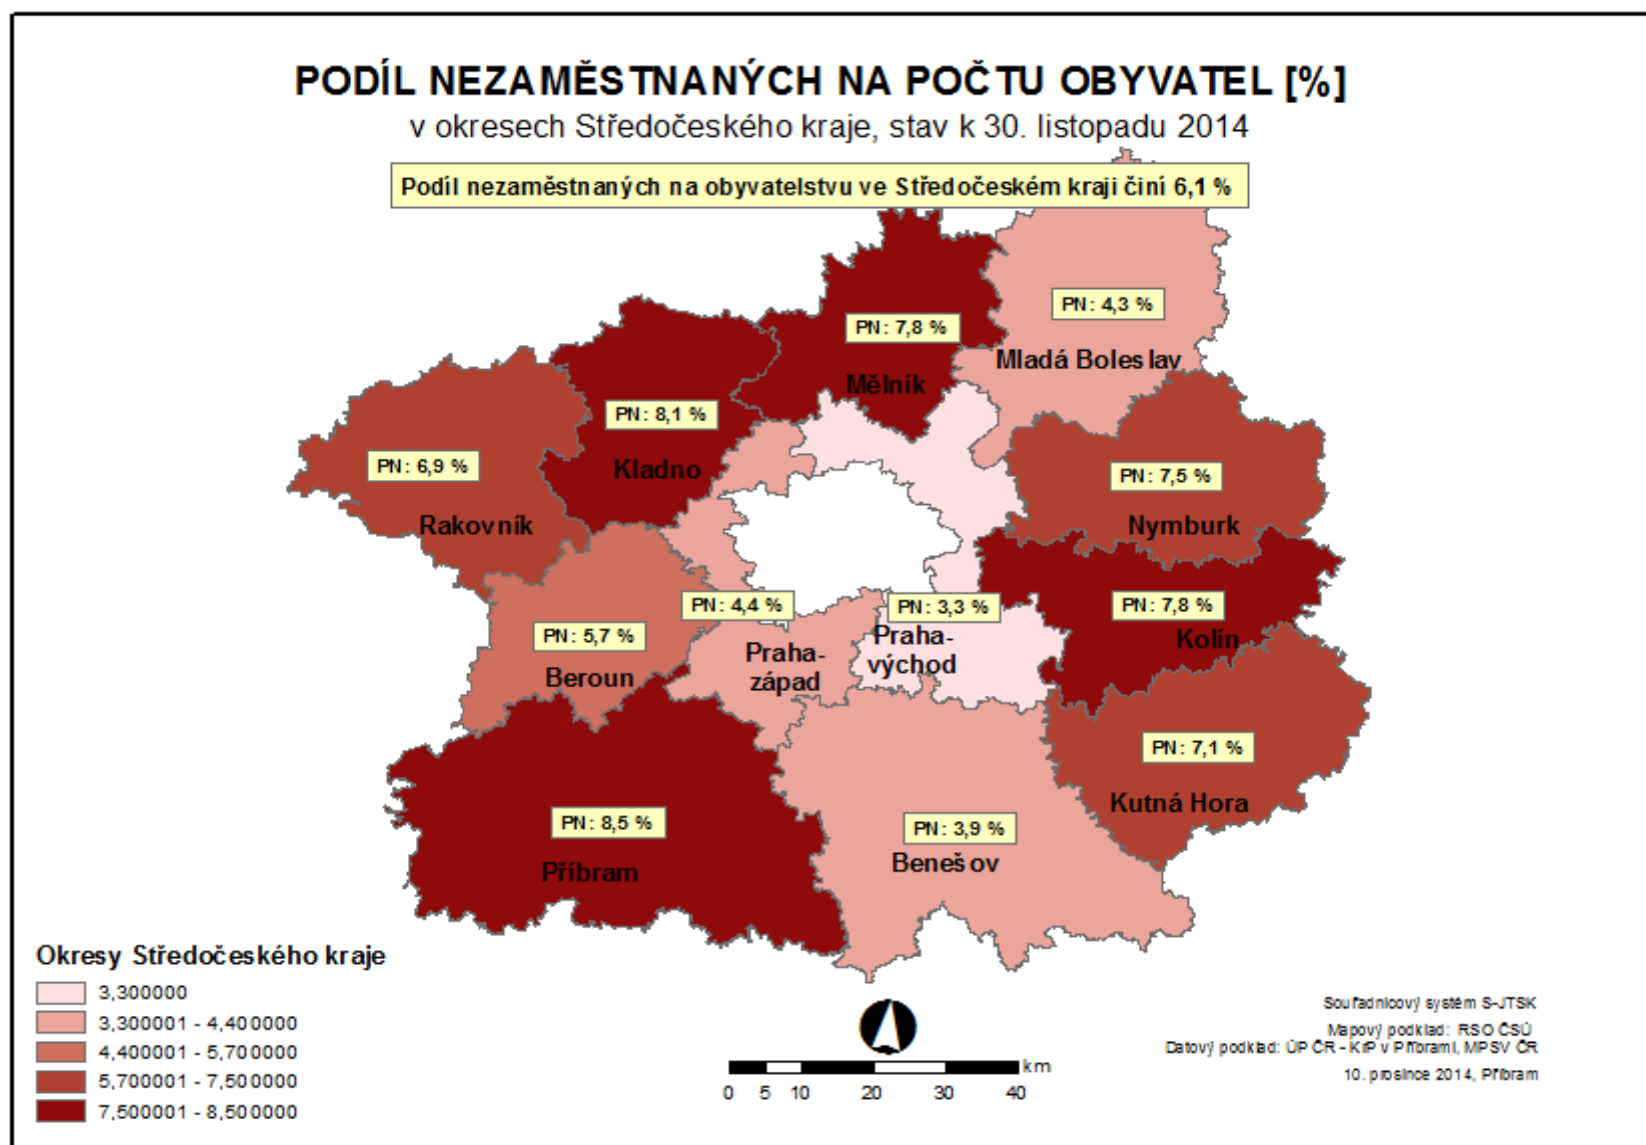 PODÍL NEZAMĚSTNANÝCH NA POČTU OBYVATEL [%]
v okresech Středočeského kraje, stav k 30. listopadu 2014
Podíl nezaměstnaných na obyvatelstvu ve Středočeském kraji činí 6,1 %
PN: 4,3 %
Mladá Boleslav
PN: 7,8 %
Mělník
PN: 8,1 %
Kladno
PN: 6,9 %
Rakovník
PN: 7,5 %
Nymburk
PN: 4,4 %
Praha-
západ
PN: 3,3 %
Praha-
východ
PN: 7,8 %
Kolín
PN: 5,7 %
Beroun
PN: 7,1 %
Kutná Hora
PN: 8,5 %
Příbram
PN: 3,9 %
Benešov
Okresy Středočeského kraje
3,300000
3,300001 - 4,400000
4,400001 - 5,700000
5,700001 - 7,500000
7,500001 - 8,500000
km
0 5 10 20 30 40
Souřadnicový systém S-JTSK
Mapový podklad: RSO ČSÚ
Datový podklad: ÚP ČR - KrP v Příbrami, MPSV ČR
10. prosince 2014, Příbram